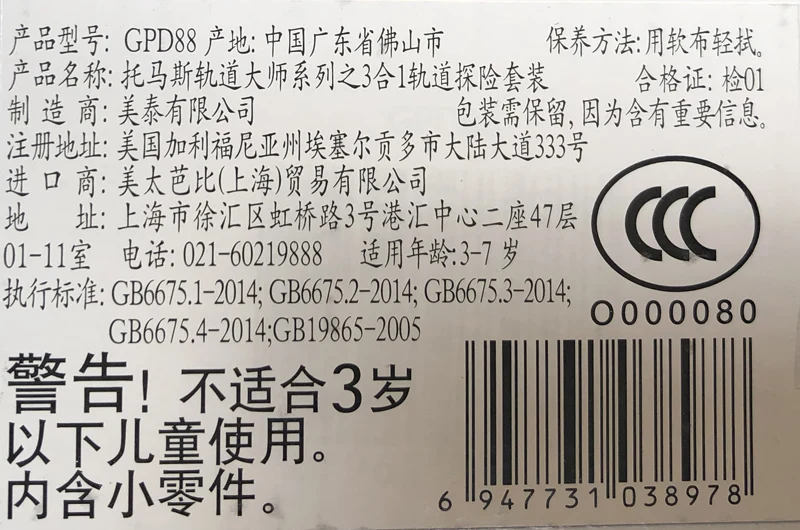 产品型号: GPD88 产地: 中国广东省佛山市 保养方法:用软布轻拭。
产品名称: 托马斯轨道大师系列之3合1轨道探险套装 合格证: 检01
制造商: 美泰有限公司 包装需保留, 因为含有重要信息。
注册地址: 美国加利福尼亚州埃塞尔贡多市大陆大道333号
进口商: 美太芭比(上海)贸易有限公司
地址: 上海市徐汇区虹桥路3号港汇中心二座47层
01-11室 电话: 021-60219888 适用年龄:3-7 岁
执行标准: GB6675.1-2014; GB6675.2-2014; GB6675.3-2014;
GB6675.4-2014;GB19865-2005
CCC
O000080
警告! 不适合3岁
以下儿童使用。
内含小零件。
6 947731 038978